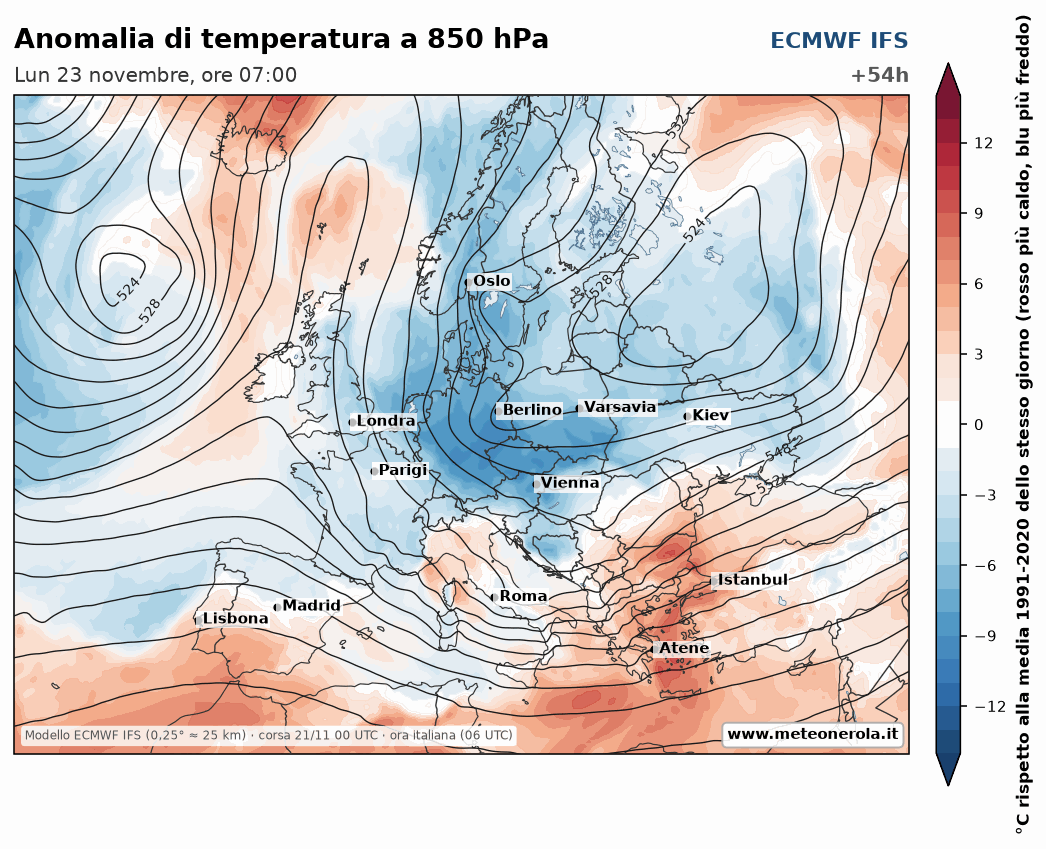 Anomalia di temperatura a 850 hPa
ECMWF IFS
Lun 23 novembre, ore 07:00
+54h
532
524
528
524
528
548
Oslo
Berlino
Varsavia
Kiev
Londra
Parigi
Vienna
Istanbul
Madrid
Roma
Lisbona
Atene
Modello ECMWF IFS (0,25° ≈ 25 km) · corsa 21/11 00 UTC · ora italiana (06 UTC)
www.meteonerola.it
12
9
6
3
0
−3
−6
−9
−12
°C rispetto alla media 1991-2020 dello stesso giorno (rosso più caldo, blu più freddo)